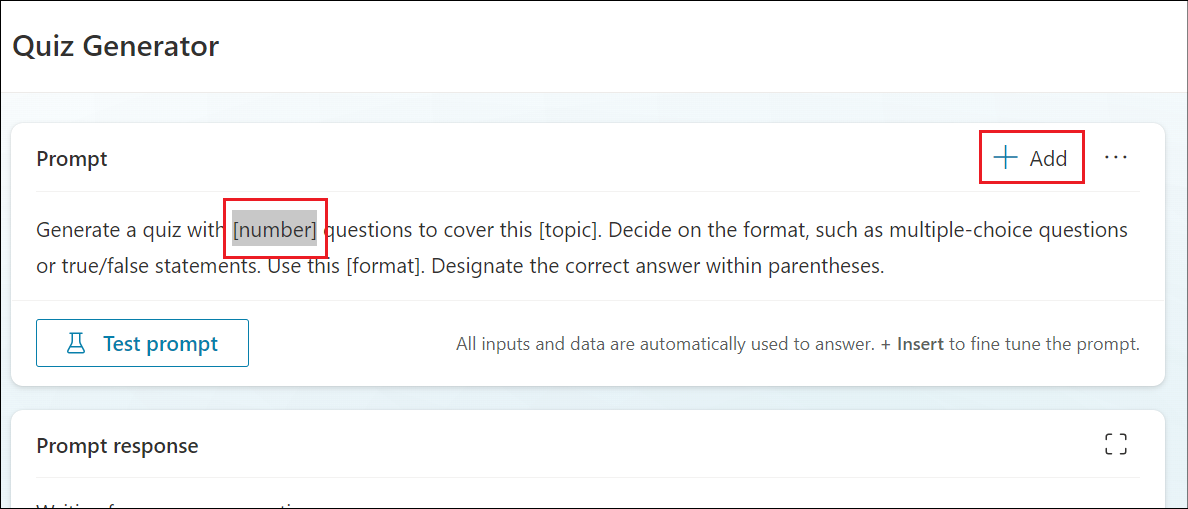 Quiz Generator
Prompt
Add
Generate a quiz with [number] questions to cover this [topic]. Decide on the format, such as multiple-choice questions
or true/false statements. Use this [format]. Designate the correct answer within parentheses.
Test prompt
All inputs and data are automatically used to answer. + Insert to fine tune the prompt.
Prompt response